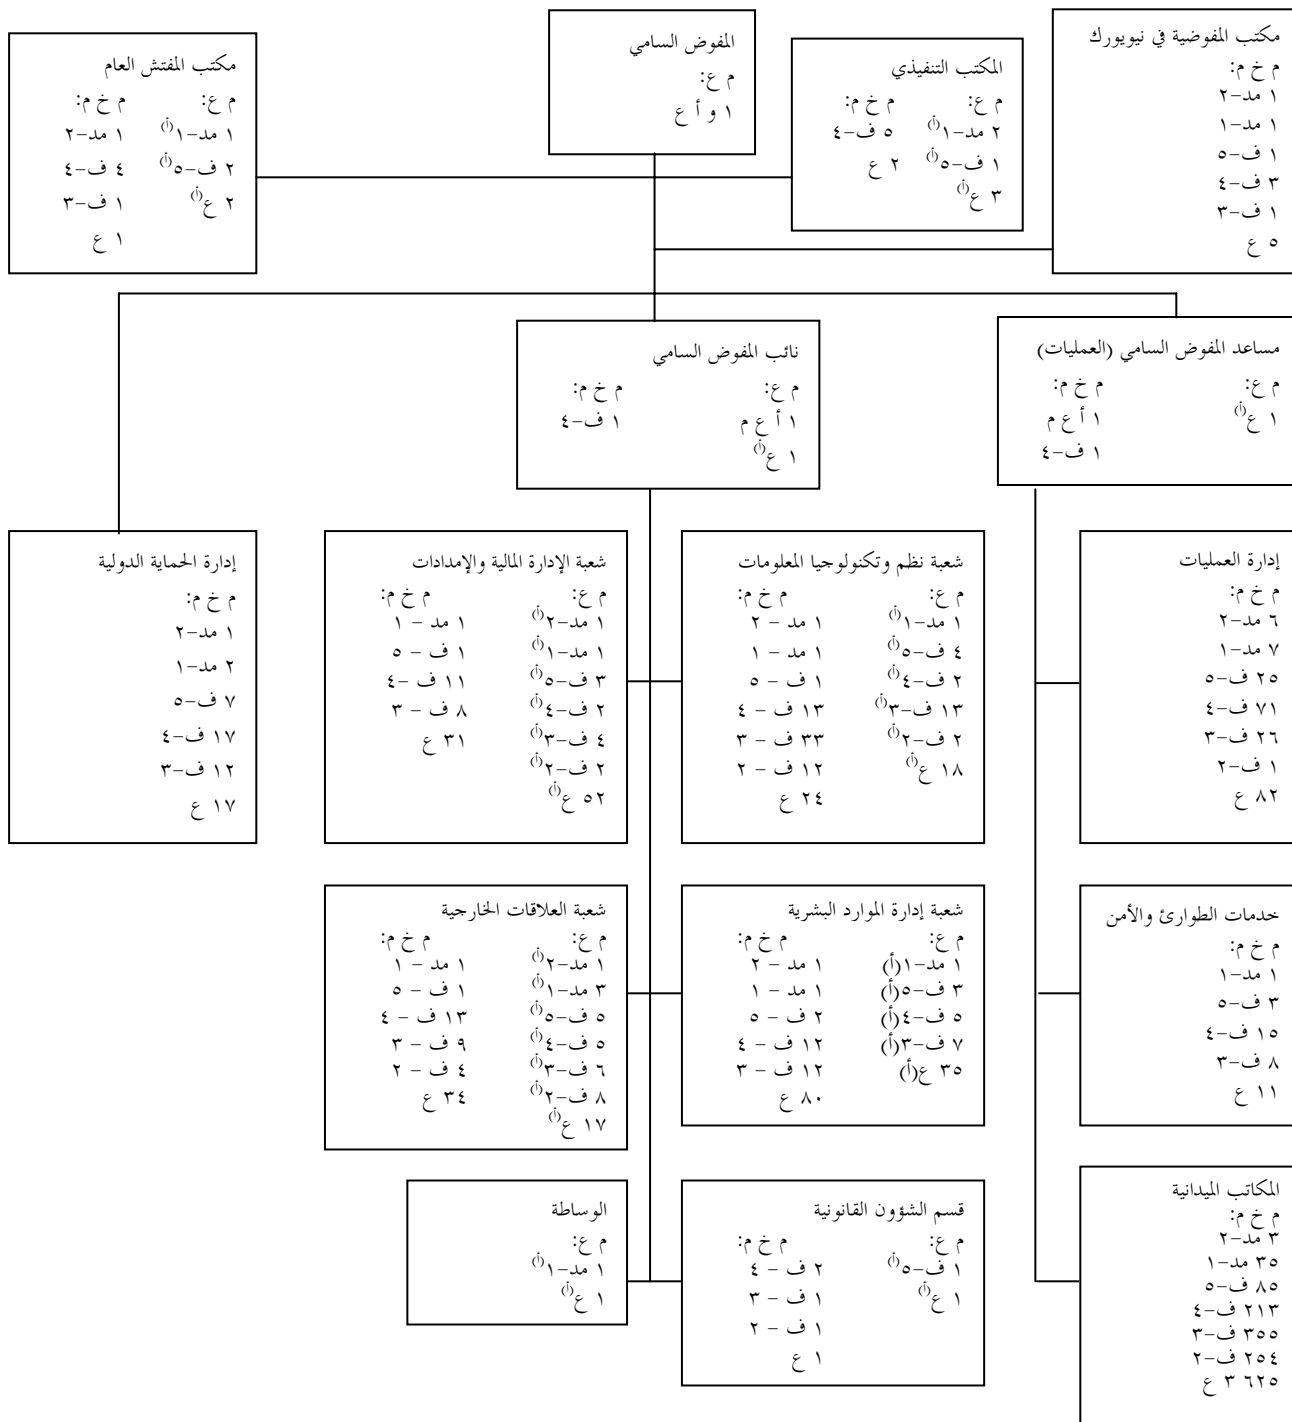 المفوض السامي
م ع:
١ و أ ع
مكتب المفوضية في نيويورك
م خ م:
١ مد-٢
١ مد-١
١ ف-٥
٣ ف-٤
١ ف-٣
٥ ع
المكتب التنفيذي
م ع: م خ م:
٢ مد-١(أ) ٥ ف-٤
١ ف-٥(أ) ٢ ع
٣ ع(أ)
مكتب المفتش العام
م ع: م خ م:
١ مد-١(أ) ١ مد-٢
٢ ف-٥(أ) ٤ ف-٤
٢ ع(أ) ١ ف-٣
١ ع
مساعد المفوض السامي (العمليات)
م ع: م خ م:
١ ع(أ) ١ أ ع م
١ ف-٤
نائب المفوض السامي
م ع: م خ م:
١ أ ع م ١ ف-٤
١ ع(أ)
إدارة العمليات
م خ م:
٦ مد-٢
٧ مد-١
٢٥ ف-٥
٧١ ف-٤
٢٦ ف-٣
١ ف-٢
٨٢ ع
شعبة نظم وتكنولوجيا المعلومات
م ع: م خ م:
١ مد-١(أ) ١ مد - ٢
٤ ف-٥(أ) ١ مد - ١
٢ ف-٤(أ) ١ ف - ٥
١٣ ف-٣(أ) ١٣ ف - ٤
٢ ف-٢(أ) ٣٣ ف - ٣
١٨ ع(أ) ١٢ ف - ٢
٢٤ ع
شعبة الإدارة المالية والإمدادات
م ع: م خ م:
١ مد-٢(أ) ١ مد - ١
١ مد-١(أ) ١ ف - ٥
٣ ف-٥(أ) ١١ ف -٤
٢ ف-٤(أ) ٨ ف - ٣
٤ ف-٣(أ) ٣١ ع
٢ ف-٢(أ)
٥٢ ع(أ)
إدارة الحماية الدولية
م خ م:
١ مد-٢
٢ مد-١
٧ ف-٥
١٧ ف-٤
١٢ ف-٣
١٧ ع
خدمات الطوارئ والأمن
م خ م:
١ مد-١
٣ ف-٥
١٥ ف-٤
٨ ف-٣
١١ ع
شعبة إدارة الموارد البشرية
م ع: م خ م:
١ مد-١(أ) ١ مد - ٢
٣ ف-٥(أ) ١ مد - ١
٥ ف-٤(أ) ٢ ف - ٥
٧ ف-٣(أ) ١٢ ف - ٤
٣٥ ع(أ) ١٢ ف - ٣
٨٠ ع
شعبة العلاقات الخارجية
م ع: م خ م:
١ مد-٢(أ) ١ مد - ١
٣ مد-١(أ) ١ ف - ٥
٥ ف-٥(أ) ١٣ ف - ٤
٥ ف-٤(أ) ٩ ف - ٣
٦ ف-٣(أ) ٤ ف - ٢
٨ ف-٢(أ) ٣٤ ع
١٧ ع(أ)
المكاتب الميدانية
م خ م:
٣ مد-٢
٣٥ مد-١
٨٥ ف-٥
٢١٣ ف-٤
٣٥٥ ف-٣
٢٥٤ ف-٢
٣ ٦٢٥ ع
قسم الشؤون القانونية
م ع: م خ م:
١ ف-٥(أ) ٢ ف - ٤
١ ع(أ) ١ ف - ٣
١ ف - ٢
١ ع
الوساطة
م ع:
١ مد-١(أ)
١ ع(أ)